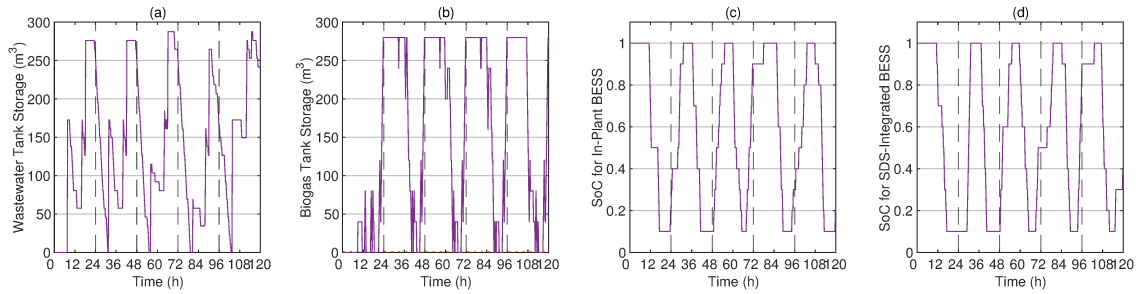 (a)
300
250
200
150
100
50
0
Wastewater Tank Storage (m³)
0 12 24 36 48 60 72 84 96 108 120
Time (h)
(b)
300
250
200
150
100
50
0
Biogas Tank Storage (m³)
0 12 24 36 48 60 72 84 96 108 120
Time (h)
(c)
1
0.8
0.6
0.4
0.2
0
SoC for In-Plant BESS
0 12 24 36 48 60 72 84 96 108 120
Time (h)
(d)
1
0.8
0.6
0.4
0.2
0
SoC for SDS-Integrated BESS
0 12 24 36 48 60 72 84 96 108 120
Time (h)